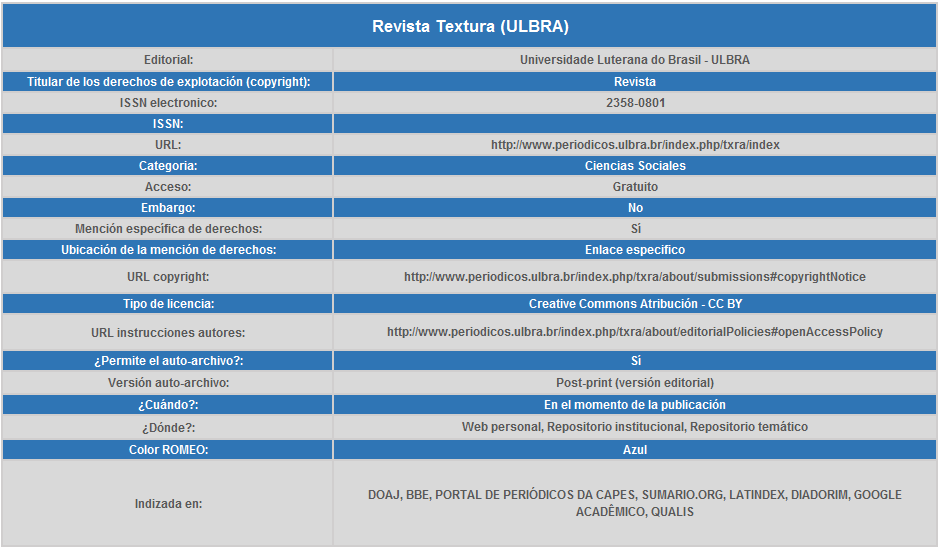 Revista Textura (ULBRA)
Editorial: Universidade Luterana do Brasil - ULBRA
Titular de los derechos de explotación (copyright): Revista
ISSN electronico: 2358-0801
ISSN:
URL: http://www.periodicos.ulbra.br/index.php/txra/index
Categoria: Ciencias Sociales
Acceso: Gratuito
Embargo: No
Mención específica de derechos: Sí
Ubicación de la mención de derechos: Enlace especifico
URL copyright: http://www.periodicos.ulbra.br/index.php/txra/about/submissions#copyrightNotice
Tipo de licencia: Creative Commons Atribución - CC BY
URL instrucciones autores: http://www.periodicos.ulbra.br/index.php/txra/about/editorialPolicies#openAccessPolicy
¿Permite el auto-archivo?: Sí
Versión auto-archivo: Post-print (versión editorial)
¿Cuándo?: En el momento de la publicación
¿Dónde?: Web personal, Repositorio institucional, Repositorio temático
Color ROMEO: Azul
Indizada en: DOAJ, BBE, PORTAL DE PERIÓDICOS DA CAPES, SUMARIO.ORG, LATINDEX, DIADORIM, GOOGLE
ACADÊMICO, QUALIS